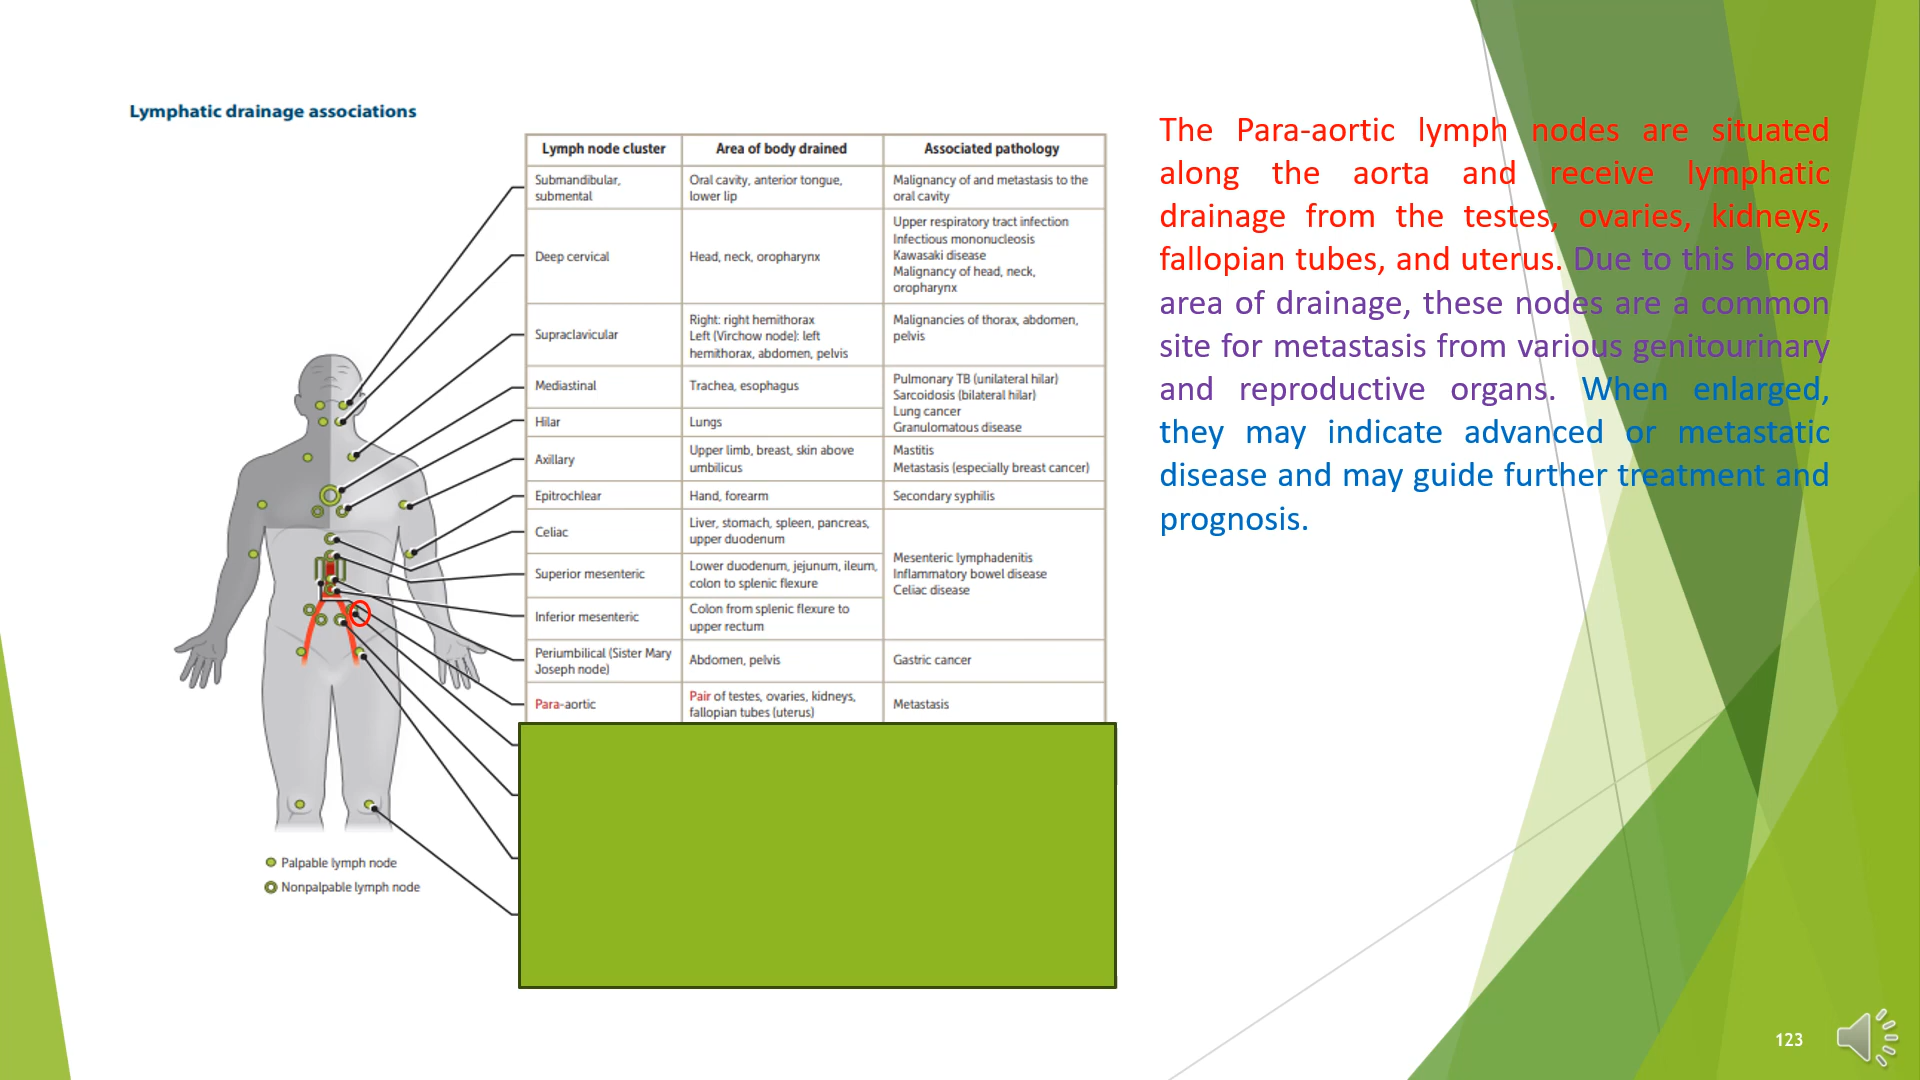 Lymphatic drainage associations
Lymph node cluster
Area of body drained
Associated pathology
Submandibular,
submental
Oral cavity, anterior tongue,
lower lip
Malignancy of and metastasis to the
oral cavity
Deep cervical
Head, neck, oropharynx
Upper respiratory tract infection
Infectious mononucleosis
Kawasaki disease
Malignancy of head, neck,
oropharynx
Supraclavicular
Right: right hemithorax
Left (Virchow node): left
hemithorax, abdomen, pelvis
Malignancies of thorax, abdomen,
pelvis
Mediastinal
Trachea, esophagus
Pulmonary TB (unilateral hilar)
Sarcoidosis (bilateral hilar)
Lung cancer
Granulomatous disease
Hilar
Lungs
Axillary
Upper limb, breast, skin above
umbilicus
Mastitis
Metastasis (especially breast cancer)
Epitrochlear
Hand, forearm
Secondary syphilis
Celiac
Liver, stomach, spleen, pancreas,
upper duodenum
Mesenteric lymphadenitis
Inflammatory bowel disease
Celiac disease
Superior mesenteric
Lower duodenum, jejunum, ileum,
colon to splenic flexure
Inferior mesenteric
Colon from splenic flexure to
upper rectum
Periumbilical (Sister Mary
Joseph node)
Abdomen, pelvis
Gastric cancer
Para-aortic
Pair of testes, ovaries, kidneys,
fallopian tubes (uterus)
Metastasis
Palpable lymph node
Nonpalpable lymph node
The Para-aortic lymph nodes are situated
along the aorta and receive lymphatic
drainage from the testes, ovaries, kidneys,
fallopian tubes, and uterus. Due to this broad
area of drainage, these nodes are a common
site for metastasis from various genitourinary
and reproductive organs. When enlarged,
they may indicate advanced or metastatic
disease and may guide further treatment and
prognosis.
123